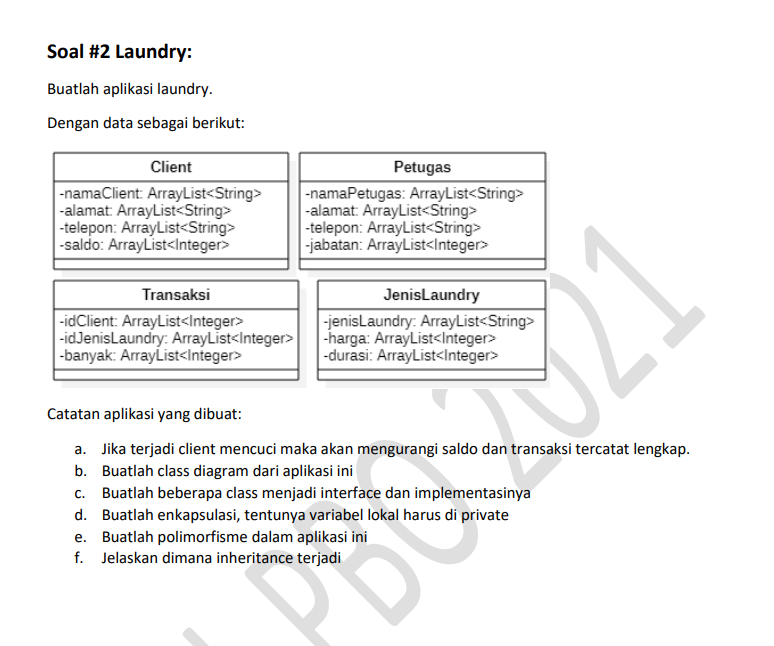 Soal #2 Laundry:
Buatlah aplikasi laundry.
Dengan data sebagai berikut:
Client
-namaClient: ArrayList<String>
-alamat: ArrayList<String>
-telepon: ArrayList<String>
-saldo: ArrayList<Integer>
Petugas
-namaPetugas: ArrayList<String>
-alamat: ArrayList<String>
-telepon: ArrayList<String>
-jabatan: ArrayList<Integer>
Transaksi
-idClient: ArrayList<Integer>
-idJenisLaundry: ArrayList<Integer>
-banyak: ArrayList<Integer>
JenisLaundry
-jenisLaundry: ArrayList<String>
-harga: ArrayList<Integer>
-durasi: ArrayList<Integer>
Catatan aplikasi yang dibuat:
a. Jika terjadi client mencuci maka akan mengurangi saldo dan transaksi tercatat lengkap.
b. Buatlah class diagram dari aplikasi ini
c. Buatlah beberapa class menjadi interface dan implementasinya
d. Buatlah enkapsulasi, tentunya variabel lokal harus di private
e. Buatlah polimorfisme dalam aplikasi ini
f. Jelaskan dimana inheritance terjadi
PBO 2021